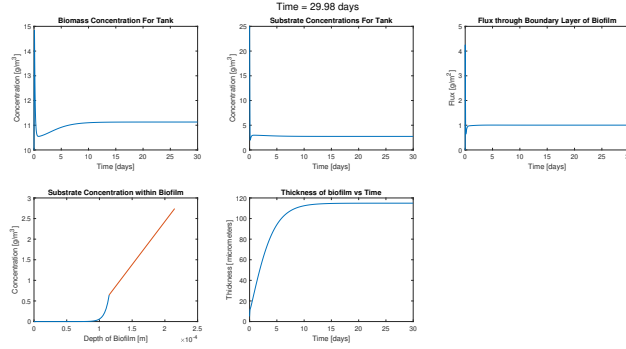 Time = 29.98 days
Biomass Concentration For Tank
Substrate Concentrations For Tank
Flux through Boundary Layer of Biofilm
Concentration [g/m³]
15
14
13
12
11
10
0 5 10 15 20 25 30
Time [days]
Concentration [g/m³]
25
20
15
10
5
0
0 5 10 15 20 25 30
Time [days]
Flux [g/m²]
5
4
3
2
1
0
0 5 10 15 20 25 30
Time [days]
Substrate Concentration within Biofilm
Thickness of biofilm vs Time
Concentration [g/m³]
3
2.5
2
1.5
1
0.5
0
0 0.5 1 1.5 2 2.5
Depth of Biofilm [m] ×10⁻⁴
Thickness [micometers]
120
100
80
60
40
20
0
0 5 10 15 20 25 30
Time [days]